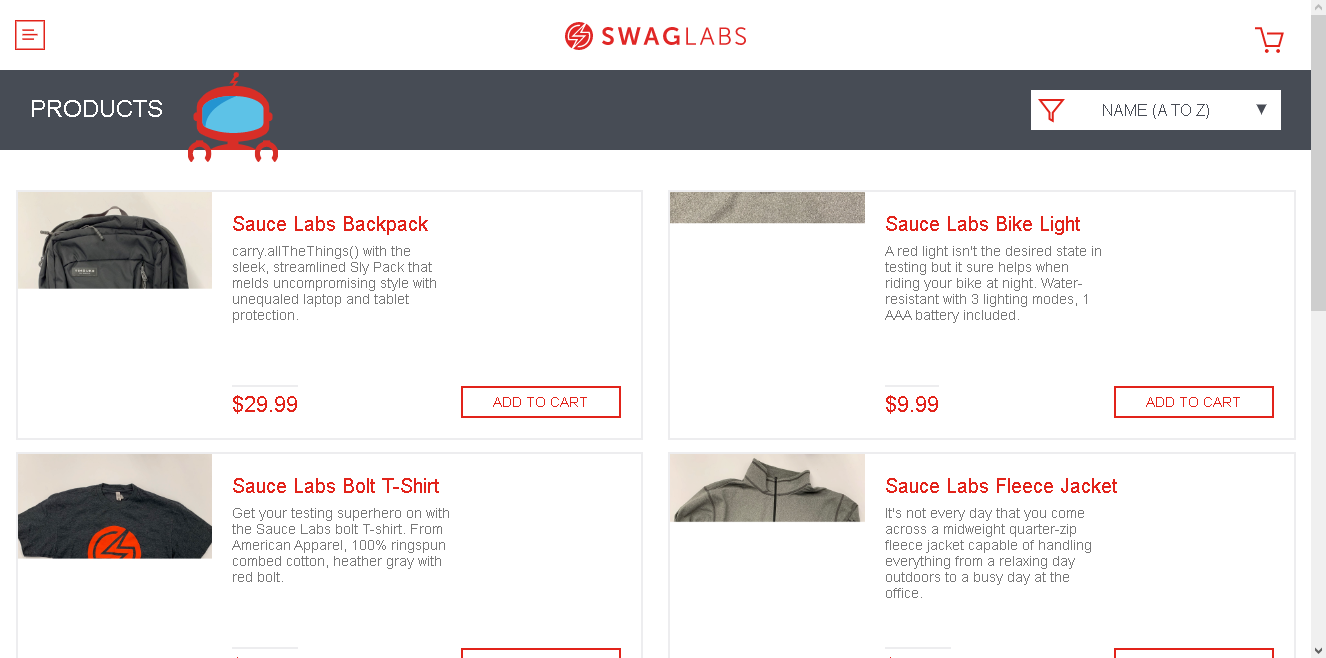 SWAGLABS
PRODUCTS
NAME (A TO Z)
Sauce Labs Backpack
carry.allTheThings() with the
sleek, streamlined Sly Pack that
melds uncompromising style with
unequaled laptop and tablet
protection.
$29.99
ADD TO CART
Sauce Labs Bike Light
A red light isn't the desired state in
testing but it sure helps when
riding your bike at night. Water-
resistant with 3 lighting modes, 1
AAA battery included.
$9.99
ADD TO CART
Sauce Labs Bolt T-Shirt
Get your testing superhero on with
the Sauce Labs bolt T-shirt. From
American Apparel, 100% ringspun
combed cotton, heather gray with
red bolt.
Sauce Labs Fleece Jacket
It's not every day that you come
across a midweight quarter-zip
fleece jacket capable of handling
everything from a relaxing day
outdoors to a busy day at the
office.